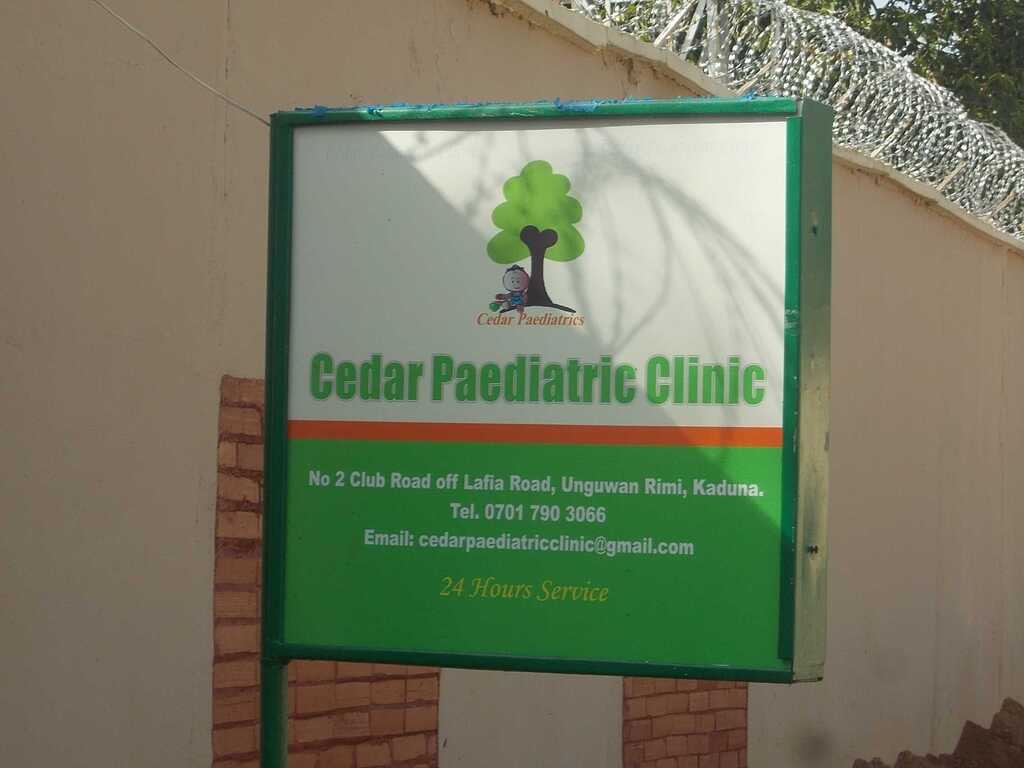 Cedar Paediatrics
Cedar Paediatric Clinic
No 2 Club Road off Lafia Road, Unguwan Rimi, Kaduna.
Tel. 0701 790 3066
Email: cedarpaediatricclinic@gmail.com
24 Hours Service